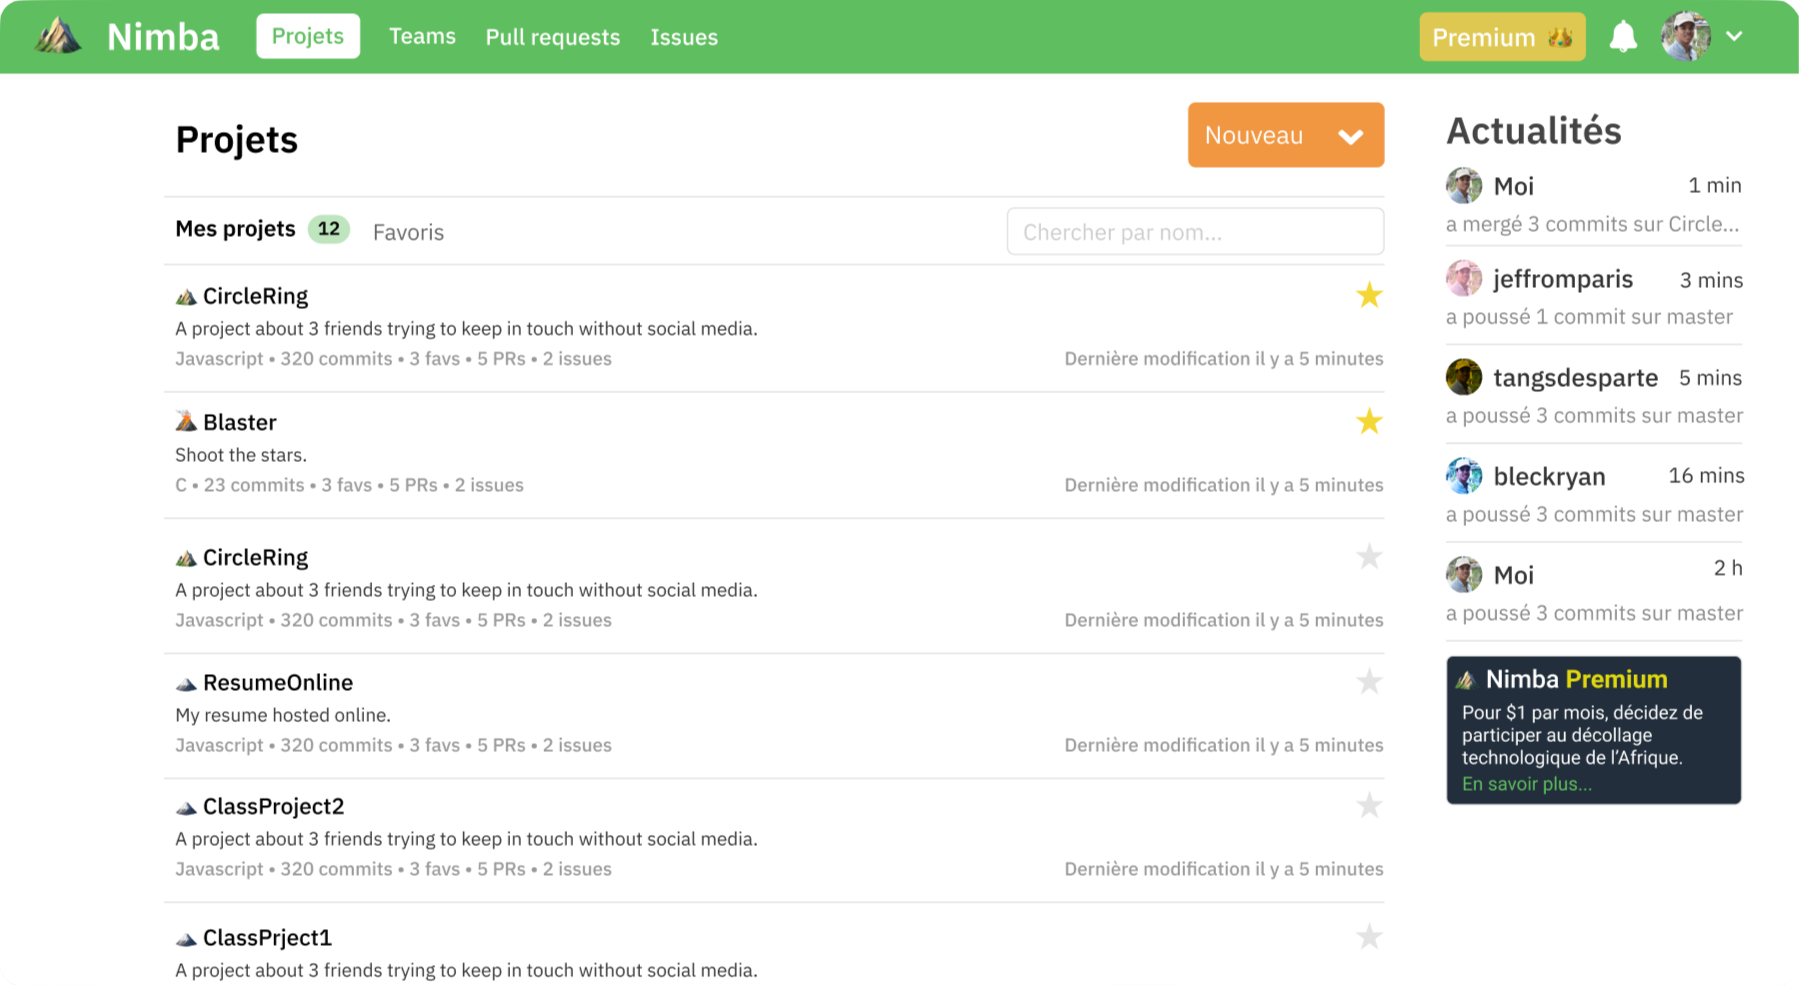 Nimba
Projets
Teams
Pull requests
Issues
Premium
Projets
Nouveau
Mes projets 12
Favoris
Chercher par nom...
CircleRing
A project about 3 friends trying to keep in touch without social media.
Javascript • 320 commits • 3 favs • 5 PRs • 2 issues
Dernière modification il y a 5 minutes
Blaster
Shoot the stars.
C • 23 commits • 3 favs • 5 PRs • 2 issues
Dernière modification il y a 5 minutes
CircleRing
A project about 3 friends trying to keep in touch without social media.
Javascript • 320 commits • 3 favs • 5 PRs • 2 issues
Dernière modification il y a 5 minutes
ResumeOnline
My resume hosted online.
Javascript • 320 commits • 3 favs • 5 PRs • 2 issues
Dernière modification il y a 5 minutes
ClassProject2
A project about 3 friends trying to keep in touch without social media.
Javascript • 320 commits • 3 favs • 5 PRs • 2 issues
Dernière modification il y a 5 minutes
ClassPrject1
A project about 3 friends trying to keep in touch without social media.
Actualités
Moi 1 min
a mergé 3 commits sur Circle...
jeffromparis 3 mins
a poussé 1 commit sur master
tangsdesparte 5 mins
a poussé 3 commits sur master
bleckryan 16 mins
a poussé 3 commits sur master
Moi 2 h
a poussé 3 commits sur master
Nimba Premium
Pour $1 par mois, décidez de
participer au décollage
technologique de l’Afrique.
En savoir plus...